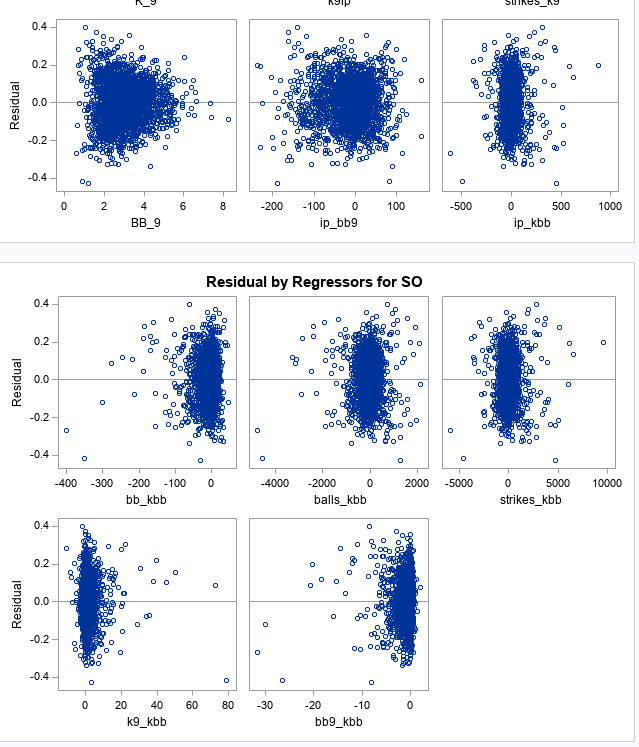 K_9 k9ip strikes_k9
0.4
0.2
0.0
-0.2
-0.4
Residual
0 2 4 6 8 -200 -100 0 100 -500 0 500 1000
BB_9 ip_bb9 ip_kbb
Residual by Regressors for SO
0.4
0.2
0.0
-0.2
-0.4
Residual
-400 -300 -200 -100 0 -4000 -2000 0 2000 -5000 0 5000 10000
bb_kbb balls_kbb strikes_kbb
0.4
0.2
0.0
-0.2
-0.4
Residual
0 20 40 60 80 -30 -20 -10 0
k9_kbb bb9_kbb